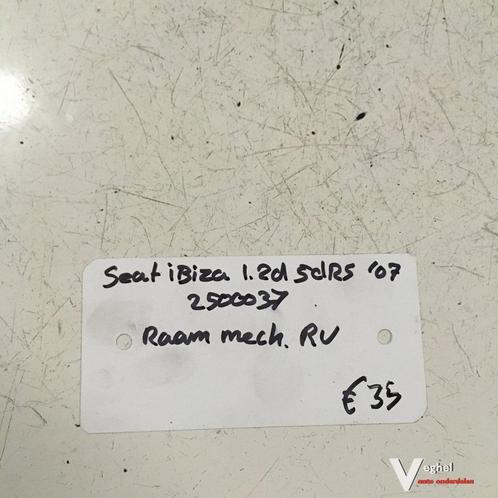 Seat iBiza 1.2d 5dRS '07
2500037
Raam mech. RV
€ 35
Veghel
auto onderdelen